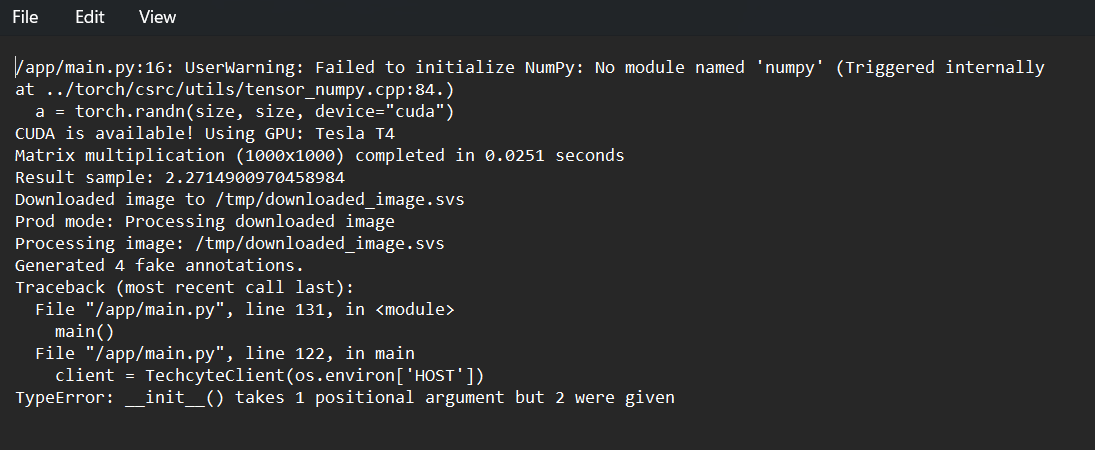 File Edit View
/app/main.py:16: UserWarning: Failed to initialize NumPy: No module named 'numpy' (Triggered internally
at ../torch/csrc/utils/tensor_numpy.cpp:84.)
  a = torch.randn(size, size, device="cuda")
CUDA is available! Using GPU: Tesla T4
Matrix multiplication (1000x1000) completed in 0.0251 seconds
Result sample: 2.2714900970458984
Downloaded image to /tmp/downloaded_image.svs
Prod mode: Processing downloaded image
Processing image: /tmp/downloaded_image.svs
Generated 4 fake annotations.
Traceback (most recent call last):
  File "/app/main.py", line 131, in <module>
    main()
  File "/app/main.py", line 122, in main
    client = TechcyteClient(os.environ['HOST'])
TypeError: __init__() takes 1 positional argument but 2 were given